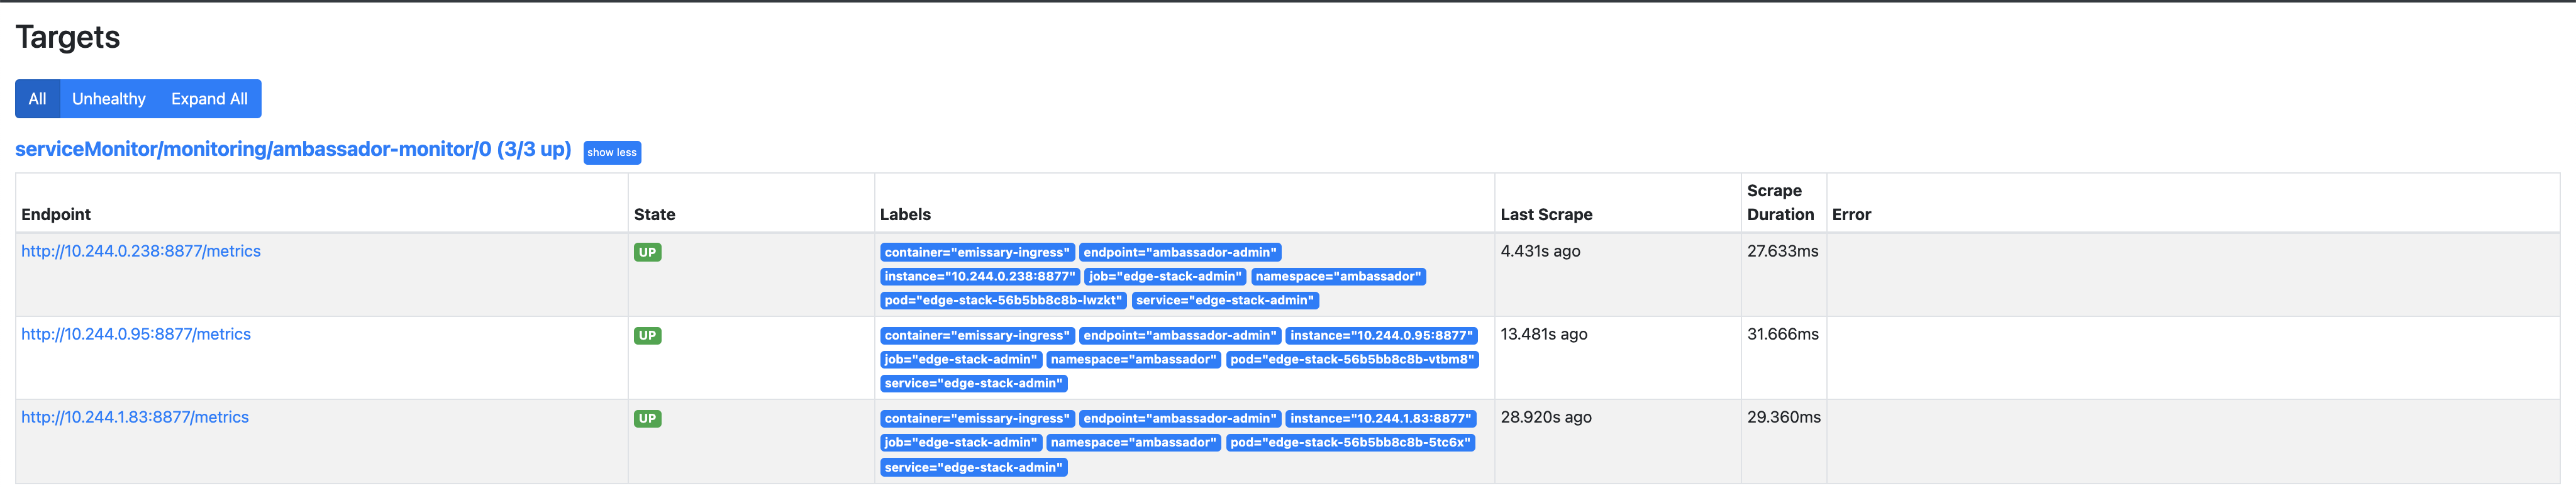 Targets
All Unhealthy Expand All
serviceMonitor/monitoring/ambassador-monitor/0 (3/3 up) show less
Endpoint State Labels Last Scrape Scrape Duration Error
http://10.244.0.238:8877/metrics UP container="emissary-ingress" endpoint="ambassador-admin" 4.431s ago 27.633ms
instance="10.244.0.238:8877" job="edge-stack-admin" namespace="ambassador"
pod="edge-stack-56b5bb8c8b-lwzkt" service="edge-stack-admin"
http://10.244.0.95:8877/metrics UP container="emissary-ingress" endpoint="ambassador-admin" instance="10.244.0.95:8877" 13.481s ago 31.666ms
job="edge-stack-admin" namespace="ambassador" pod="edge-stack-56b5bb8c8b-vtbm8"
service="edge-stack-admin"
http://10.244.1.83:8877/metrics UP container="emissary-ingress" endpoint="ambassador-admin" instance="10.244.1.83:8877" 28.920s ago 29.360ms
job="edge-stack-admin" namespace="ambassador" pod="edge-stack-56b5bb8c8b-5tc6x"
service="edge-stack-admin"